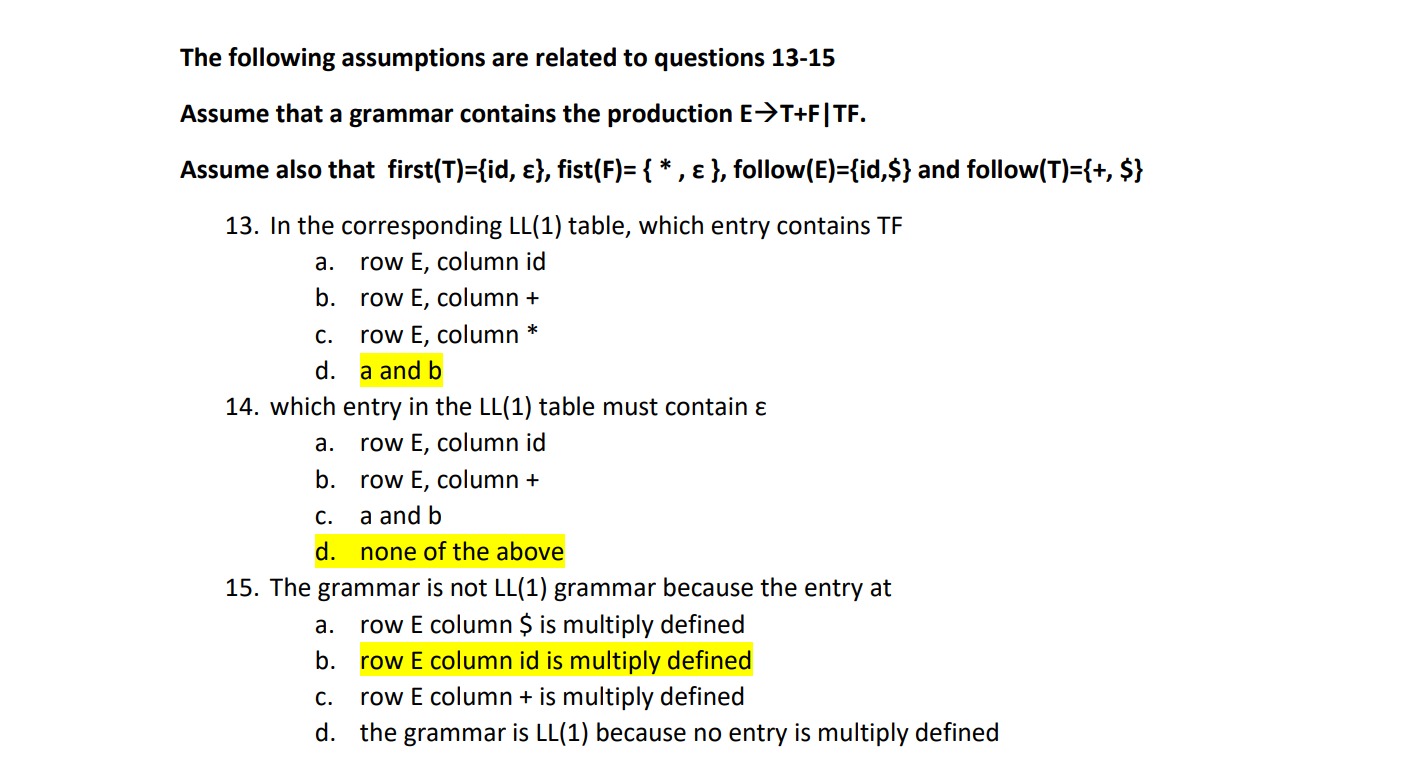 The following assumptions are related to questions 13-15
Assume that a grammar contains the production E→T+F|TF.
Assume also that first(T)={id, ε}, fist(F)= { * , ε }, follow(E)={id,$} and follow(T)={+, $}
13. In the corresponding LL(1) table, which entry contains TF
a. row E, column id
b. row E, column +
c. row E, column *
d. a and b
14. which entry in the LL(1) table must contain ε
a. row E, column id
b. row E, column +
c. a and b
d. none of the above
15. The grammar is not LL(1) grammar because the entry at
a. row E column $ is multiply defined
b. row E column id is multiply defined
c. row E column + is multiply defined
d. the grammar is LL(1) because no entry is multiply defined